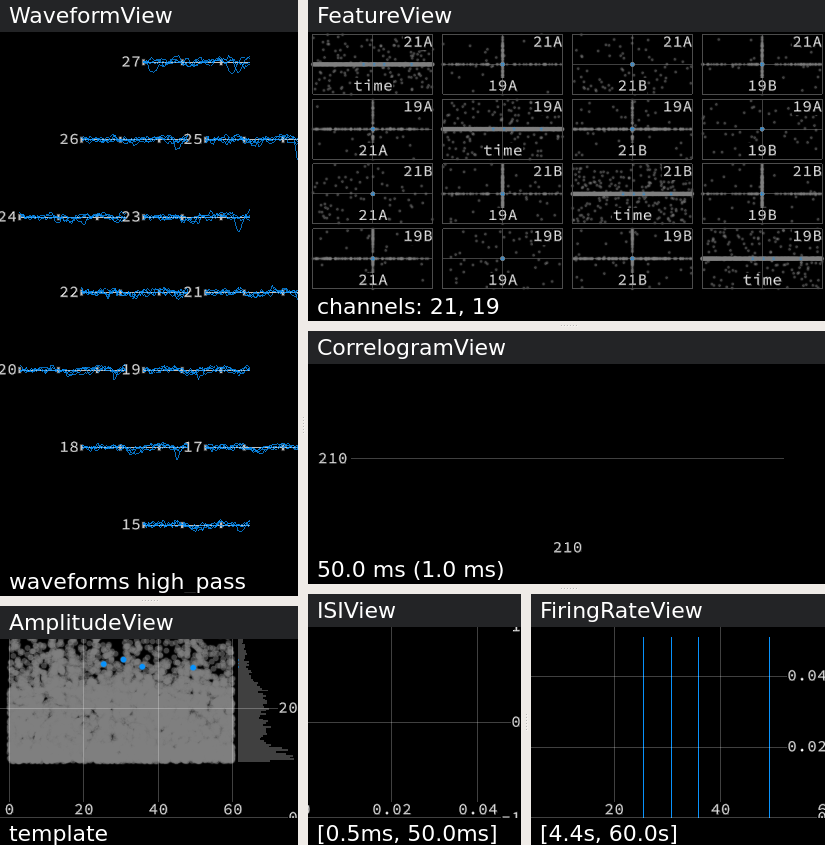 WaveformView
27
26 25
24 23
22 21
20 19
18 17
15
waveforms high_pass
AmplitudeView
20
0 20 40 60 0
template
FeatureView
21A 21A 21A 21A
time 19A 21B 19B
19A 19A 19A 19A
21A time 21B 19B
21B 21B 21B 21B
21A 19A time 19B
19B 19B 19B 19B
21A 19A 21B time
channels: 21, 19
CorrelogramView
210
210
50.0 ms (1.0 ms)
ISIView
1
0
0.02 0.04 -1
[0.5ms, 50.0ms]
FiringRateView
0.04
0.02
20 40 6
[4.4s, 60.0s]